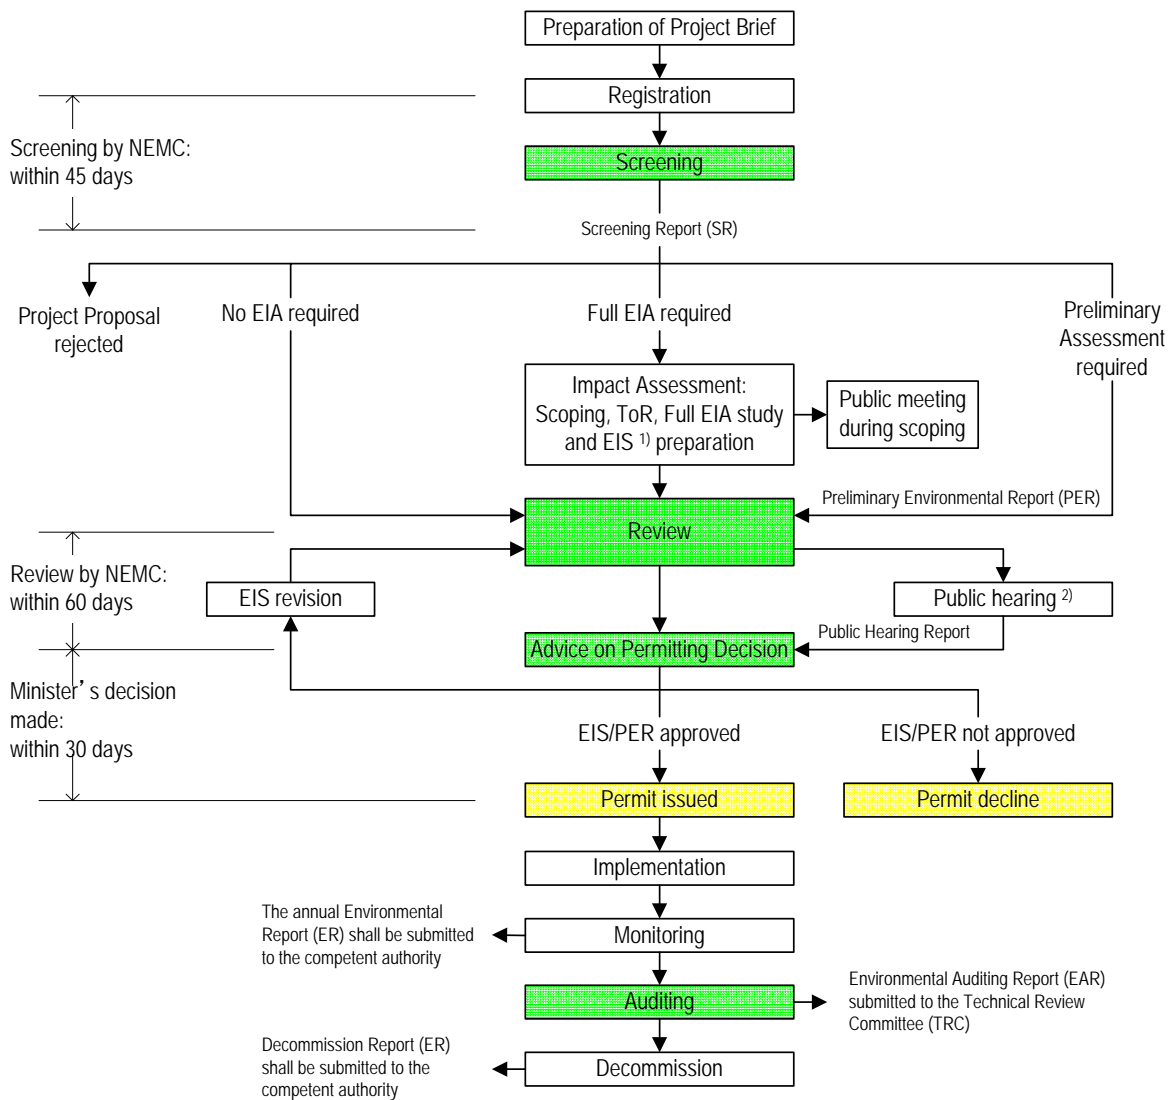 Preparation of Project Brief
Registration
Screening by NEMC:
within 45 days
Screening
Screening Report (SR)
Project Proposal
rejected
No EIA required
Full EIA required
Preliminary
Assessment
required
Impact Assessment:
Scoping, ToR, Full EIA study
and EIS 1) preparation
Public meeting
during scoping
Preliminary Environmental Report (PER)
Review
Review by NEMC:
within 60 days
EIS revision
Public hearing 2)
Public Hearing Report
Advice on Permitting Decision
Minister's decision
made:
within 30 days
EIS/PER approved
EIS/PER not approved
Permit issued
Permit decline
Implementation
The annual Environmental
Report (ER) shall be submitted
to the competent authority
Monitoring
Auditing
Environmental Auditing Report (EAR)
submitted to the Technical Review
Committee (TRC)
Decommission Report (ER)
shall be submitted to the
competent authority
Decommission